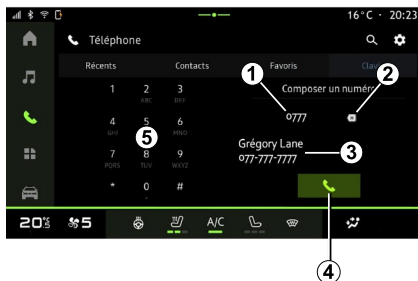 16°C · 20:23
Téléphone
Récents Contacts Favoris Clav
1 2 3 Composer un numéro
ABC DEF
1 2
0777
4 5 6
GHI MNO
5
Grégory Lane
077-777-7777 3
7 8 9
PQRS TUV WXYZ
* 0 #
20.5 5 A/C
4